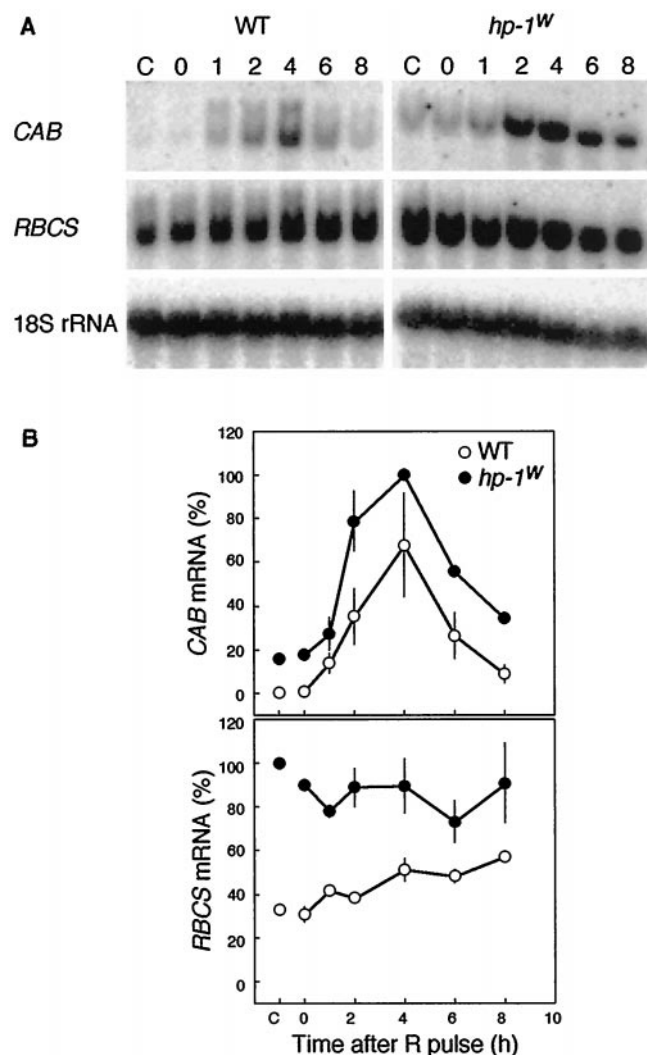 A
WT
hp-1ᵂ
C 0 1 2 4 6 8
C 0 1 2 4 6 8
CAB
RBCS
18S rRNA
B
120
100
80
60
40
20
0
CAB mRNA (%)
WT
hp-1ᵂ
120
100
80
60
40
20
0
RBCS mRNA (%)
C 0 2 4 6 8 10
Time after R pulse (h)